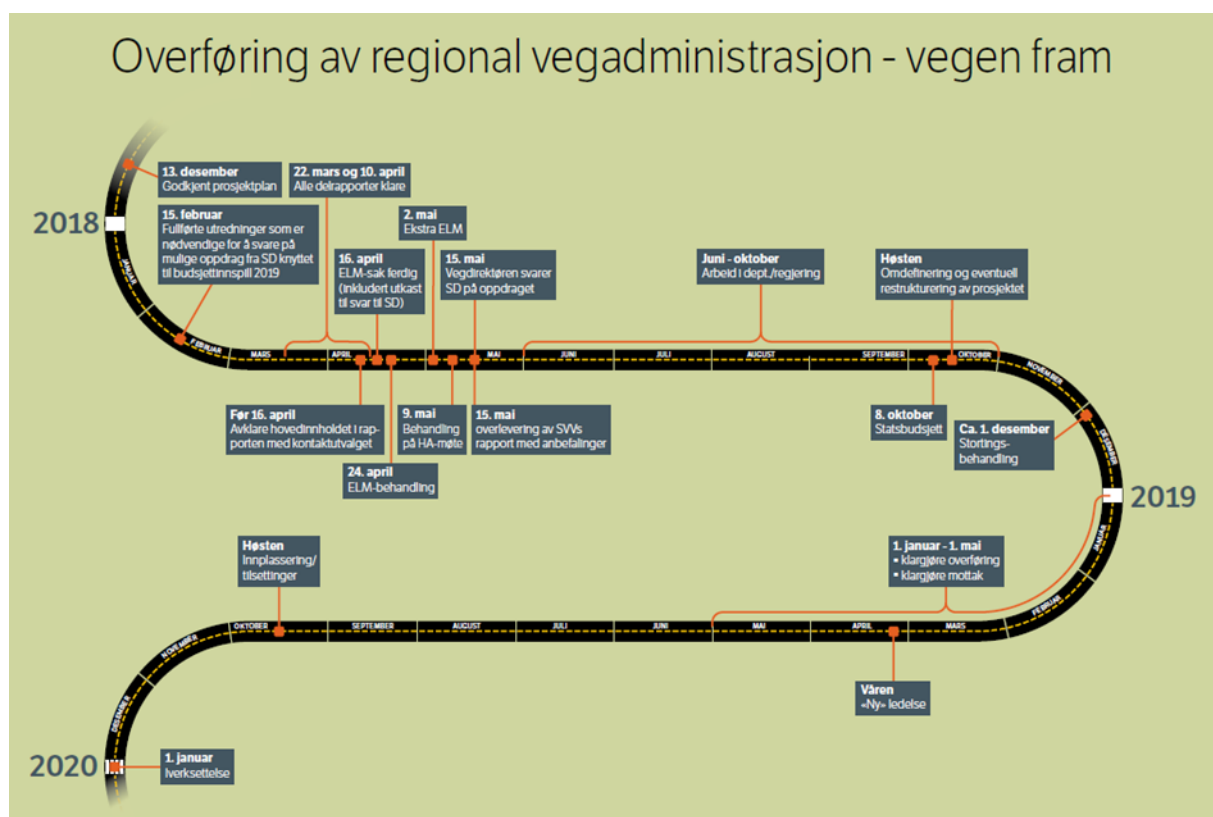 Overføring av regional vegadministrasjon - vegen fram
13. desember
Godkjent prosjektplan
22. mars og 10. april
Alle delrapporter klare
2018
15. februar
Fullførte utredninger som er
nødvendige for å svare på
mulige oppdrag fra SD knyttet
til budsjettinnspill 2019
16. april
ELM-sak ferdig
(inkludert utkast
til svar til SD)
2. mai
Ekstra ELM
15. mai
Vegdirektøren svarer
SD på oppdraget
Juni - oktober
Arbeid i dept./regjering
Høsten
Omdefinering og eventuell
restrukturering av prosjektet
JANUAR
FEBRUAR
MARS
APRIL
MAI
JUNI
JULI
AUGUST
SEPTEMBER
OKTOBER
NOVEMBER
DESEMBER
Før 16. april
Avklare hovedinnholdet i rap-
porten med kontaktutvalget
24. april
ELM-behandling
9. mai
Behandling
på HA-møte
15. mai
overlevering av SVVs
rapport med anbefalinger
8. oktober
Statsbudsjett
Ca. 1. desember
Stortings-
behandling
2019
JANUAR
FEBRUAR
MARS
APRIL
MAI
JUNI
JULI
AUGUST
SEPTEMBER
OKTOBER
NOVEMBER
DESEMBER
1. januar - 1. mai
• klargjøre overføring
• klargjøre mottak
Våren
«Ny» ledelse
Høsten
Innplassering/
tilsettinger
2020
1. januar
Iverksettelse